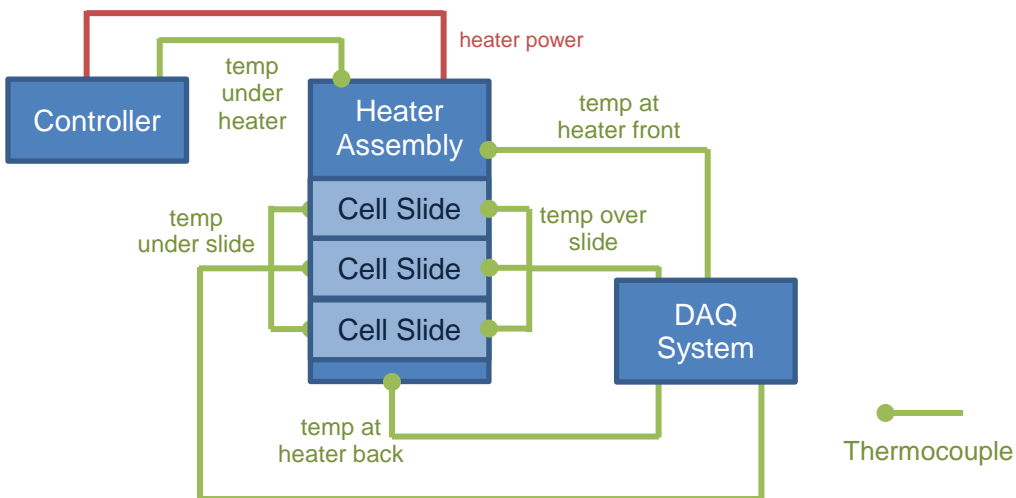 heater power
temp
under
heater
Controller
Heater
Assembly
temp at
heater front
Cell Slide
temp
under slide
temp over
slide
Cell Slide
Cell Slide
DAQ
System
temp at
heater back
Thermocouple